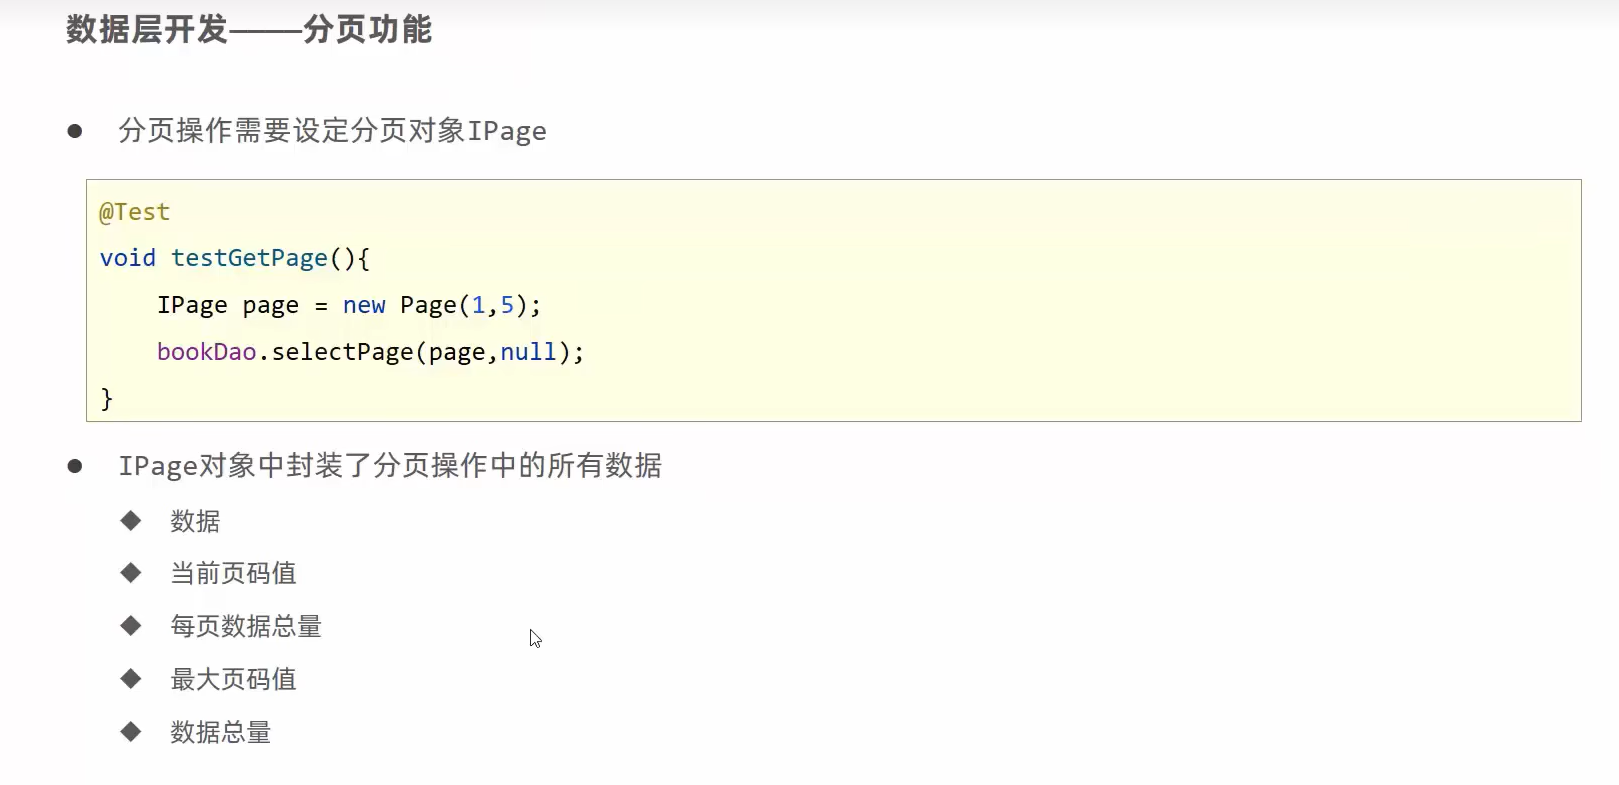 数据层开发————分页功能
● 分页操作需要设定分页对象IPage
@Test
void testGetPage(){
    IPage page = new Page(1,5);
    bookDao.selectPage(page,null);
}
● IPage对象中封装了分页操作中的所有数据
◆ 数据
◆ 当前页码值
◆ 每页数据总量
◆ 最大页码值
◆ 数据总量